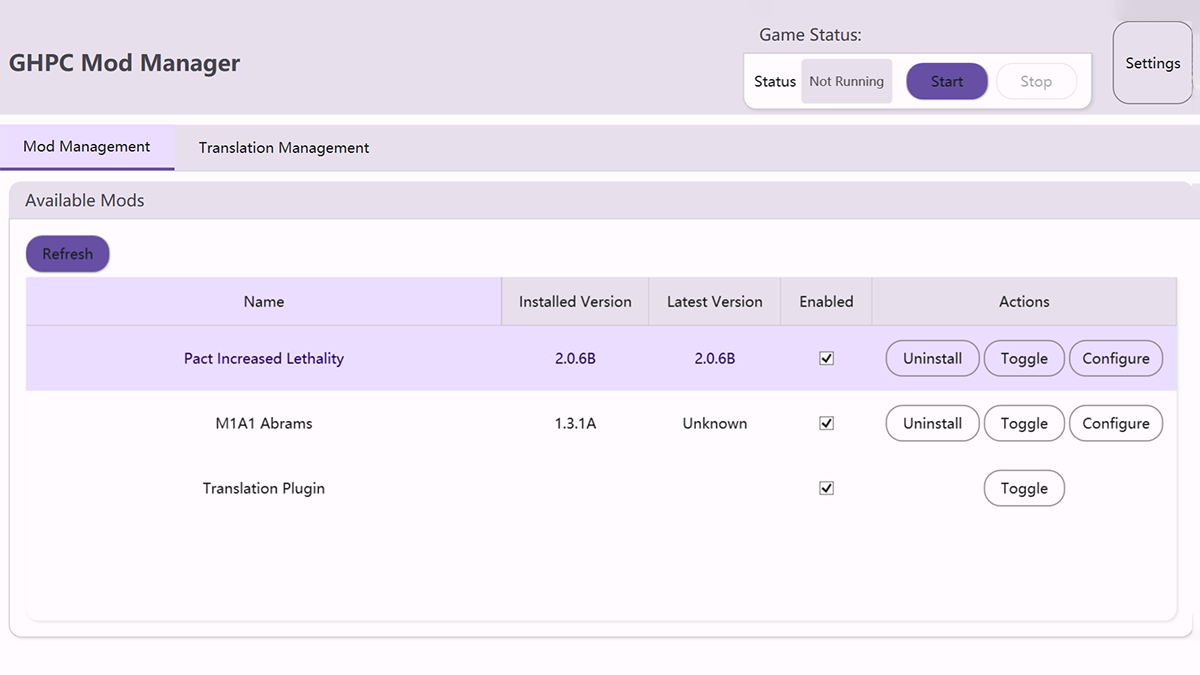 GHPC Mod Manager
Game Status:
Status Not Running Start Stop
Settings
Mod Management Translation Management
Available Mods
Refresh
Name Installed Version Latest Version Enabled Actions
Pact Increased Lethality 2.0.6B 2.0.6B Uninstall Toggle Configure
M1A1 Abrams 1.3.1A Unknown Uninstall Toggle Configure
Translation Plugin Toggle